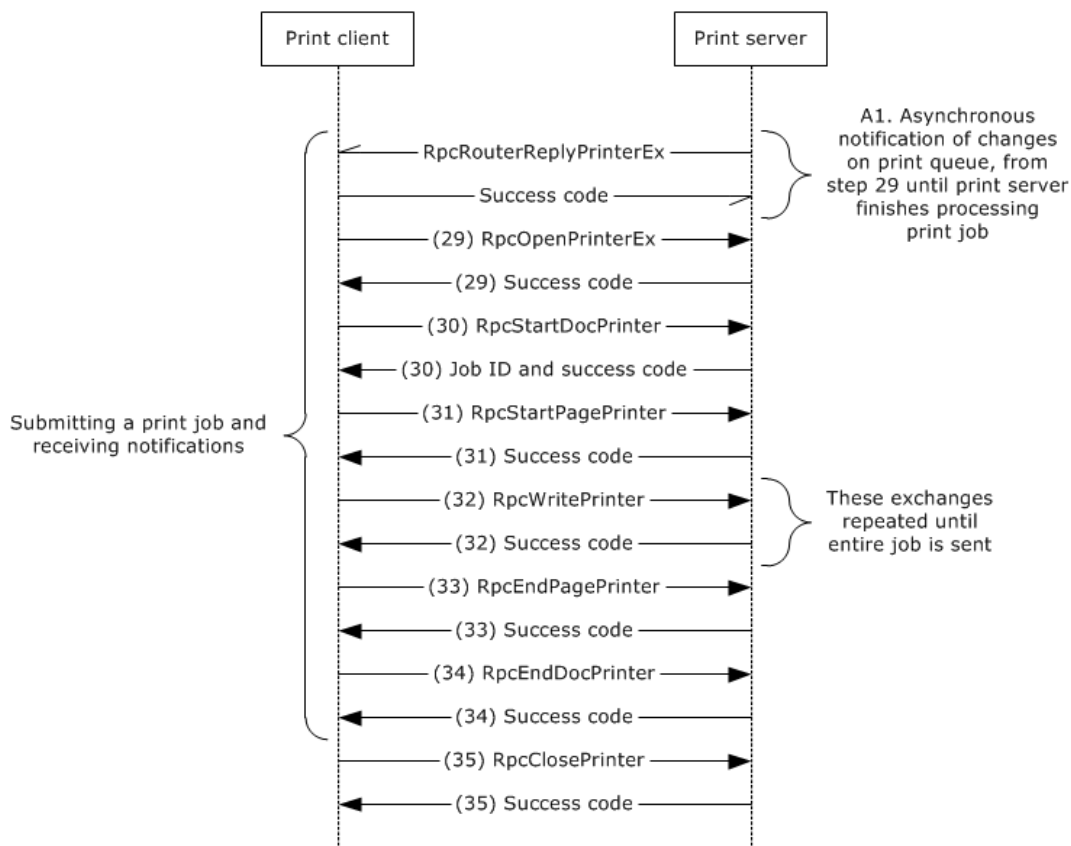 Print client
Print server
A1. Asynchronous
notification of changes
on print queue, from
step 29 until print server
finishes processing
print job
RpcRouterReplyPrinterEx
Success code
(29) RpcOpenPrinterEx
(29) Success code
(30) RpcStartDocPrinter
(30) Job ID and success code
(31) RpcStartPagePrinter
Submitting a print job and
receiving notifications
(31) Success code
(32) RpcWritePrinter
These exchanges
repeated until
entire job is sent
(32) Success code
(33) RpcEndPagePrinter
(33) Success code
(34) RpcEndDocPrinter
(34) Success code
(35) RpcClosePrinter
(35) Success code